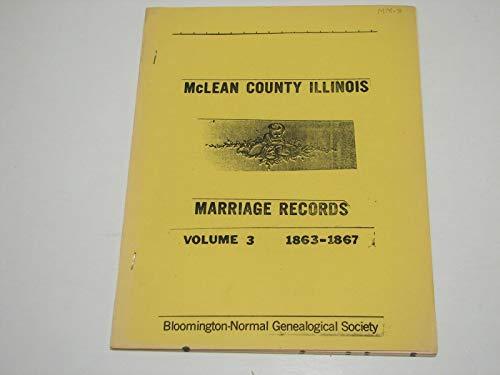 McLEAN COUNTY ILLINOIS
MARRIAGE RECORDS
VOLUME 3 1863-1867
Bloomington-Normal Genealogical Society